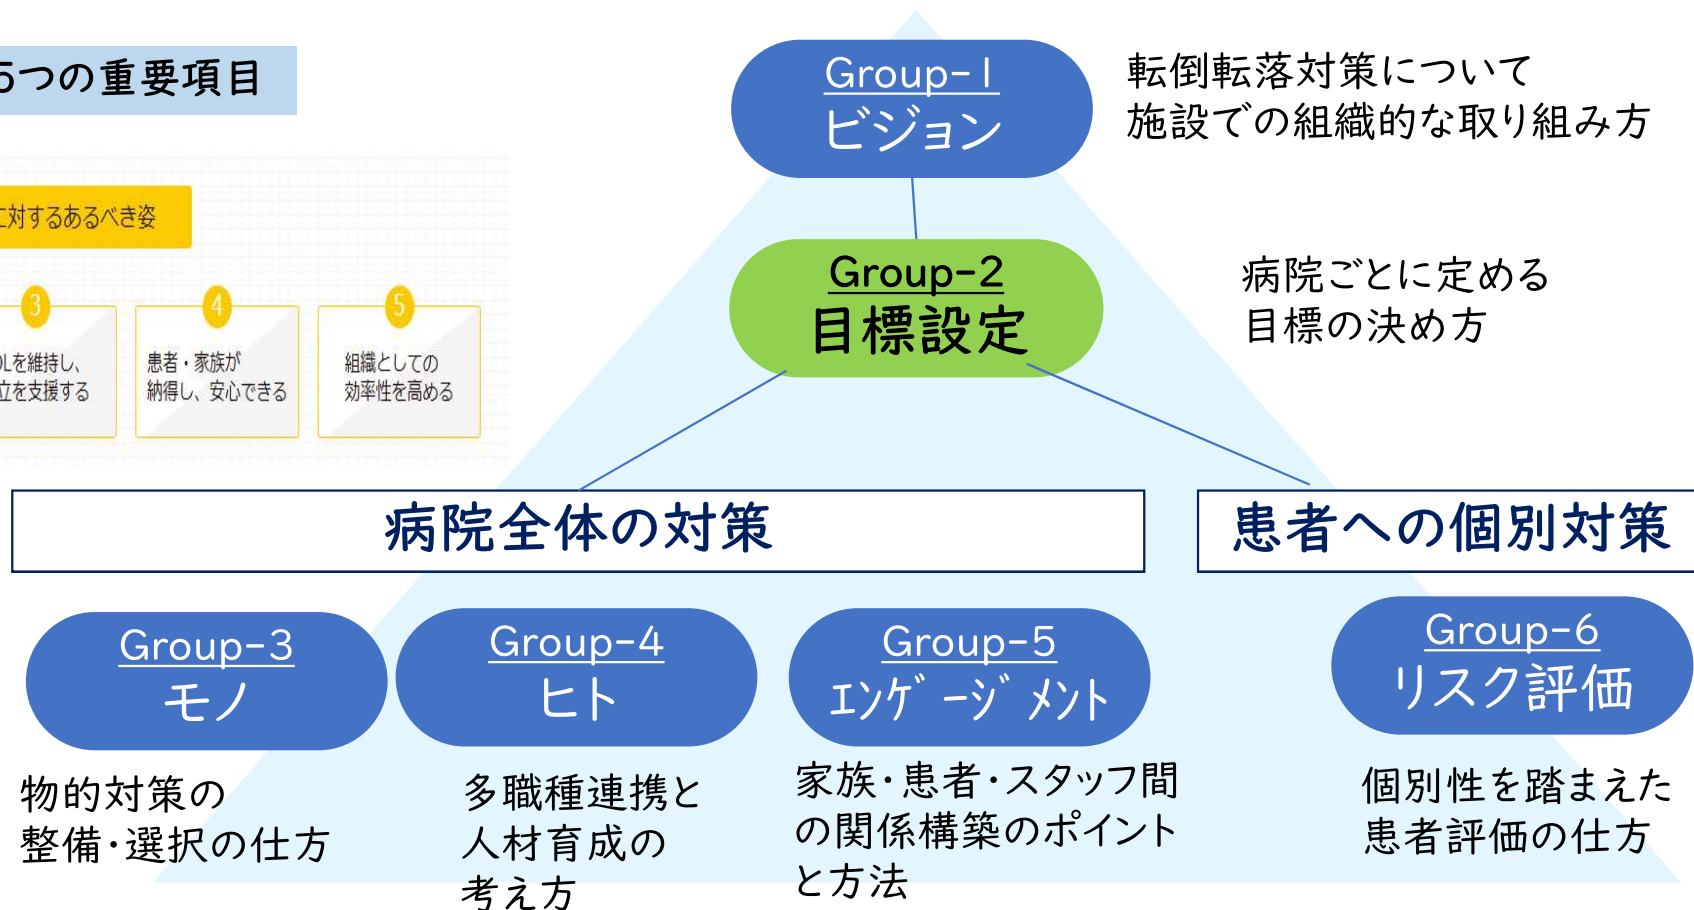 5つの重要項目
に対するあるべき姿
3
4
5
DLを維持し、
立を支援する
患者・家族が
納得し、安心できる
組織としての
効率性を高める
Group-1
ビジョン
転倒転落対策について
施設での組織的な取り組み方
Group-2
目標設定
病院ごとに定める
目標の決め方
病院全体の対策
患者への個別対策
Group-3
モノ
物的対策の
整備・選択の仕方
Group-4
ヒト
多職種連携と
人材育成の
考え方
Group-5
ｴﾝｹﾞｰｼﾞﾒﾝﾄ
家族・患者・スタッフ間
の関係構築のポイント
と方法
Group-6
リスク評価
個別性を踏まえた
患者評価の仕方